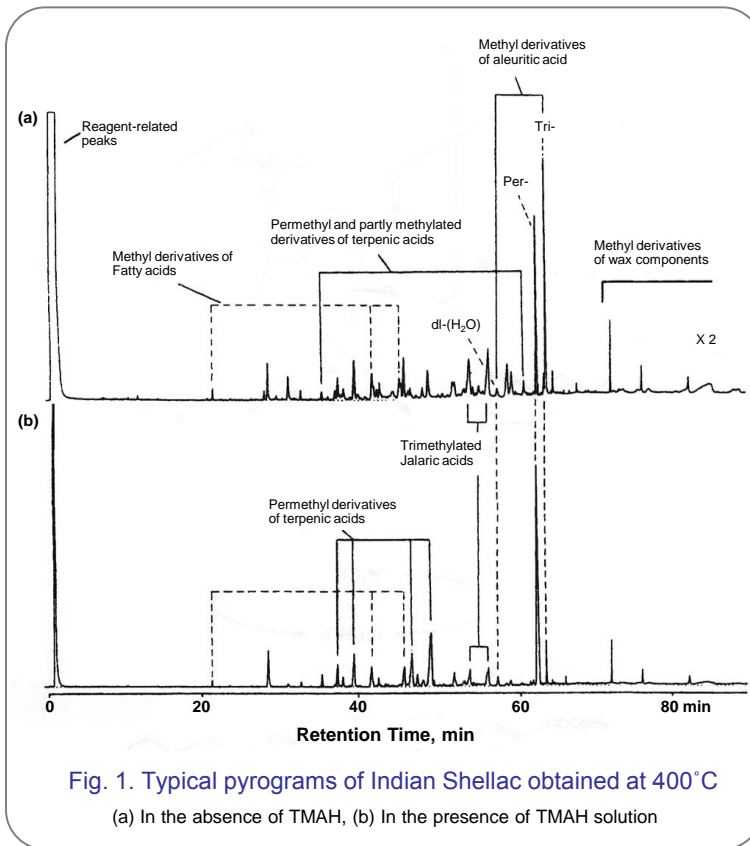 Methyl derivatives
of aleuritic acid
(a)
Reagent-related
peaks
Tri-
Per-
Permethyl and partly methylated
derivatives of terpenic acids
Methyl derivatives of
Fatty acids
Methyl derivatives
of wax components
dl-(H₂O)
X 2
(b)
Trimethylated
Jalaric acids
Permethyl derivatives
of terpenic acids
0 20 40 60 80 min
Retention Time, min
Fig. 1. Typical pyrograms of Indian Shellac obtained at 400˚C
(a) In the absence of TMAH, (b) In the presence of TMAH solution